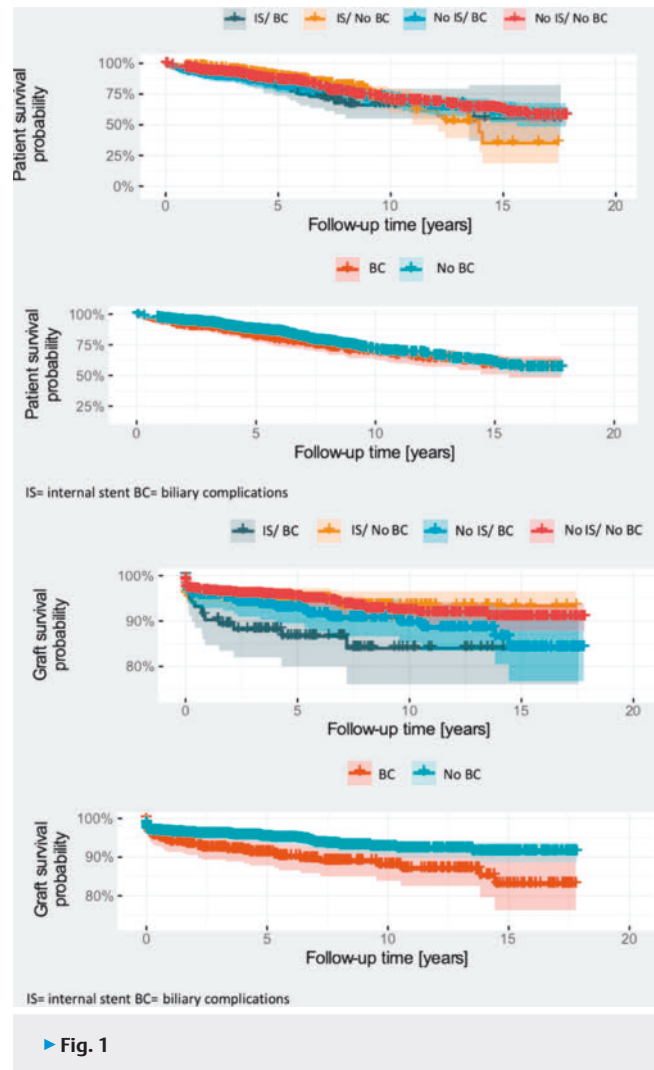 IS/ BC IS/ No BC No IS/ BC No IS/ No BC
100%
75%
50%
25%
0%
Patient survival
probability
0 5 10 15 20
Follow-up time [years]
BC No BC
100%
75%
50%
25%
Patient survival
probability
0 5 10 15 20
Follow-up time [years]
IS= internal stent BC= biliary complications
IS/ BC IS/ No BC No IS/ BC No IS/ No BC
100%
90%
80%
Graft survival
probability
0 5 10 15 20
Follow-up time [years]
BC No BC
100%
90%
80%
Graft survival
probability
0 5 10 15 20
Follow-up time [years]
IS= internal stent BC= biliary complications
► Fig. 1